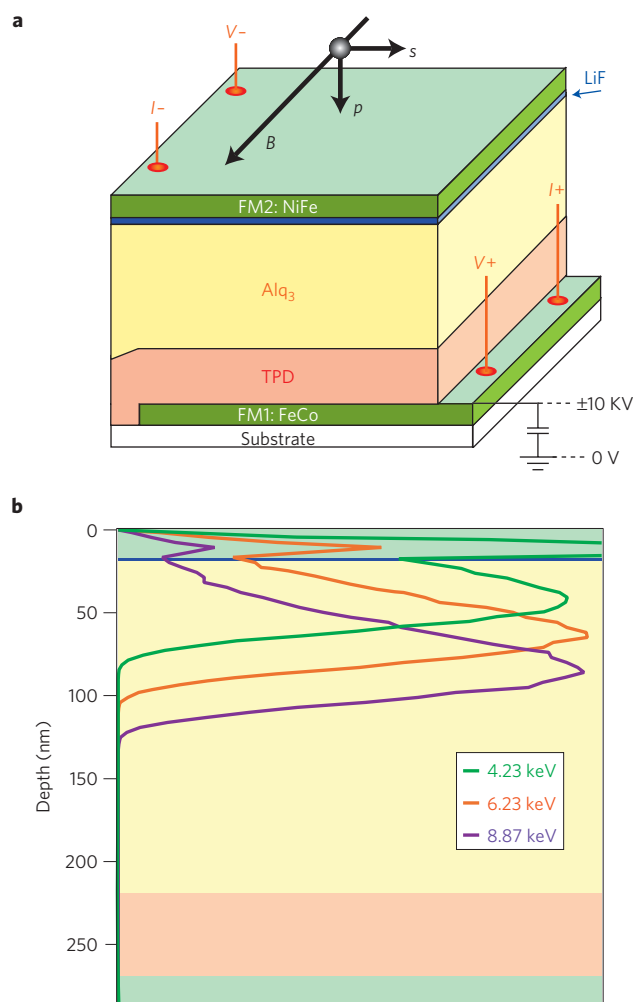 a
V−
s
LiF
I−
p
B
I+
FM2: NiFe
V+
Alq3
TPD
±10 KV
FM1: FeCo
Substrate
0 V
b
0
50
100
150
200
250
Depth (nm)
4.23 keV
6.23 keV
8.87 keV